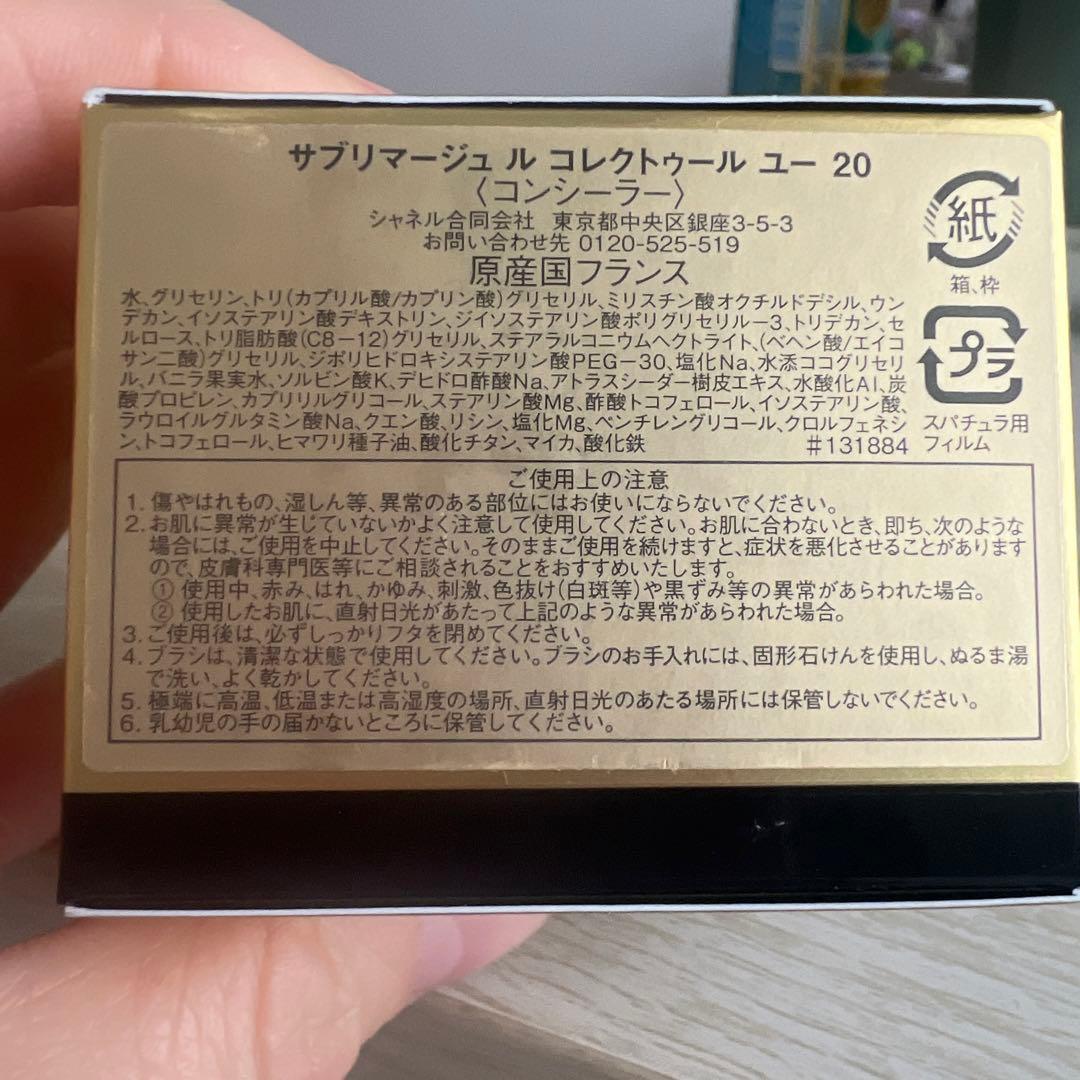 サブリマージュ ル コレクトゥール ユー 20
〈コンシーラー〉
シャネル合同会社 東京都中央区銀座3-5-3
お問い合わせ先 0120-525-519
原産国フランス
水、グリセリン、トリ(カプリル酸/カプリン酸)グリセリル、ミリスチン酸オクチルドデシル、ウン
デカン、イソステアリン酸デキストリン、ジイソステアリン酸ポリグリセリル-3、トリデカン、セ
ルロース、トリ脂肪酸(C8-12)グリセリル、ステアラルコニウムヘクトライト、(ベヘン酸/エイコ
サン二酸)グリセリル、ジポリヒドロキシステアリン酸PEG-30、塩化Na、水添ココグリセリ
ル、バニラ果実水、ソルビン酸K、デヒドロ酢酸Na、アトラスシーダー樹皮エキス、水酸化Al、炭
酸プロピレン、カプリリルグリコール、ステアリン酸Mg、酢酸トコフェロール、イソステアリン酸、
ラウロイルグルタミン酸Na、クエン酸、リシン、塩化Mg、ペンチレングリコール、クロルフェネシ
ン、トコフェロール、ヒマワリ種子油、酸化チタン、マイカ、酸化鉄 #131884
紙
箱、枠
プラ
スパチュラ用
フィルム
ご使用上の注意
1. 傷やはれもの、湿しん等、異常のある部位にはお使いにならないでください。
2. お肌に異常が生じていないかよく注意して使用してください。お肌に合わないとき、即ち、次のような
場合には、ご使用を中止してください。そのままご使用を続けますと、症状を悪化させることがあります
ので、皮膚科専門医等にご相談されることをおすすめいたします。
① 使用中、赤み、はれ、かゆみ、刺激、色抜け(白斑等)や黒ずみ等の異常があらわれた場合。
② 使用したお肌に、直射日光があたって上記のような異常があらわれた場合。
3. ご使用後は、必ずしっかりフタを閉めてください。
4. ブラシは、清潔な状態で使用してください。ブラシのお手入れには、固形石けんを使用し、ぬるま湯
で洗い、よく乾かしてください。
5. 極端に高温、低温または高湿度の場所、直射日光のあたる場所には保管しないでください。
6. 乳幼児の手の届かないところに保管してください。